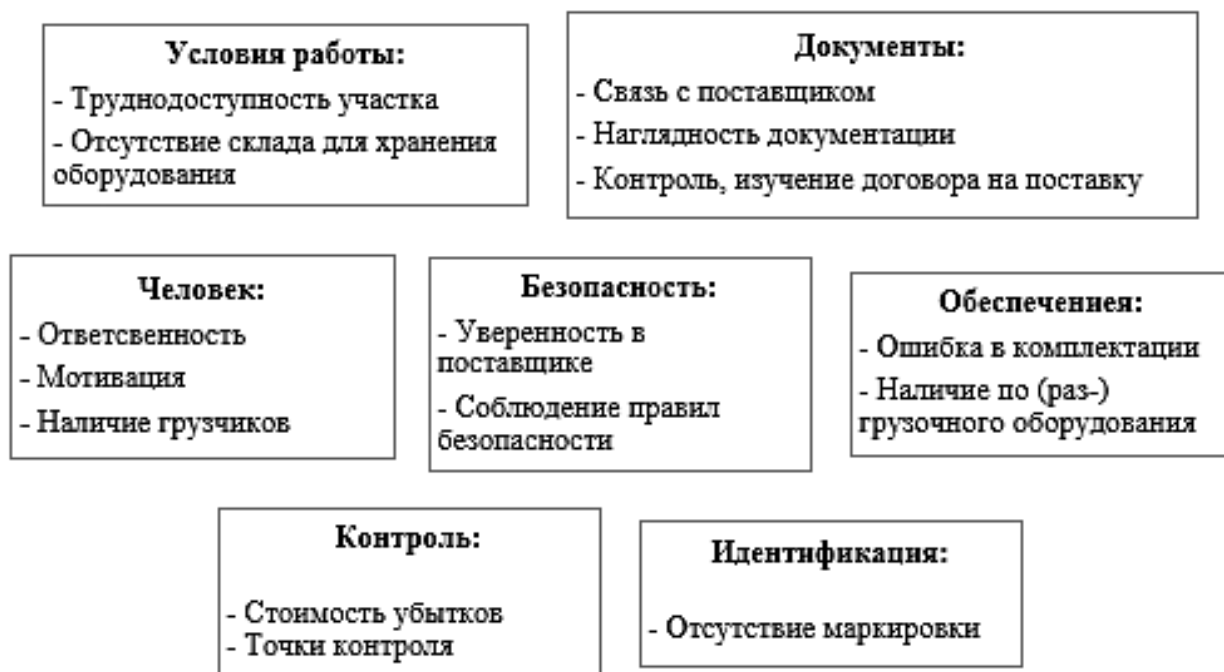 Условия работы:
- Труднодоступность участка
- Отсутствие склада для хранения
оборудования
Документы:
- Связь с поставщиком
- Наглядность документации
- Контроль, изучение договора на поставку
Человек:
- Ответсвенность
- Мотивация
- Наличие грузчиков
Безопасность:
- Уверенность в
поставщике
- Соблюдение правил
безопасности
Обеспечениея:
- Ошибка в комплектации
- Наличие по (раз-)
грузочного оборудования
Контроль:
- Стоимость убытков
- Точки контроля
Идентификация:
- Отсутствие маркировки